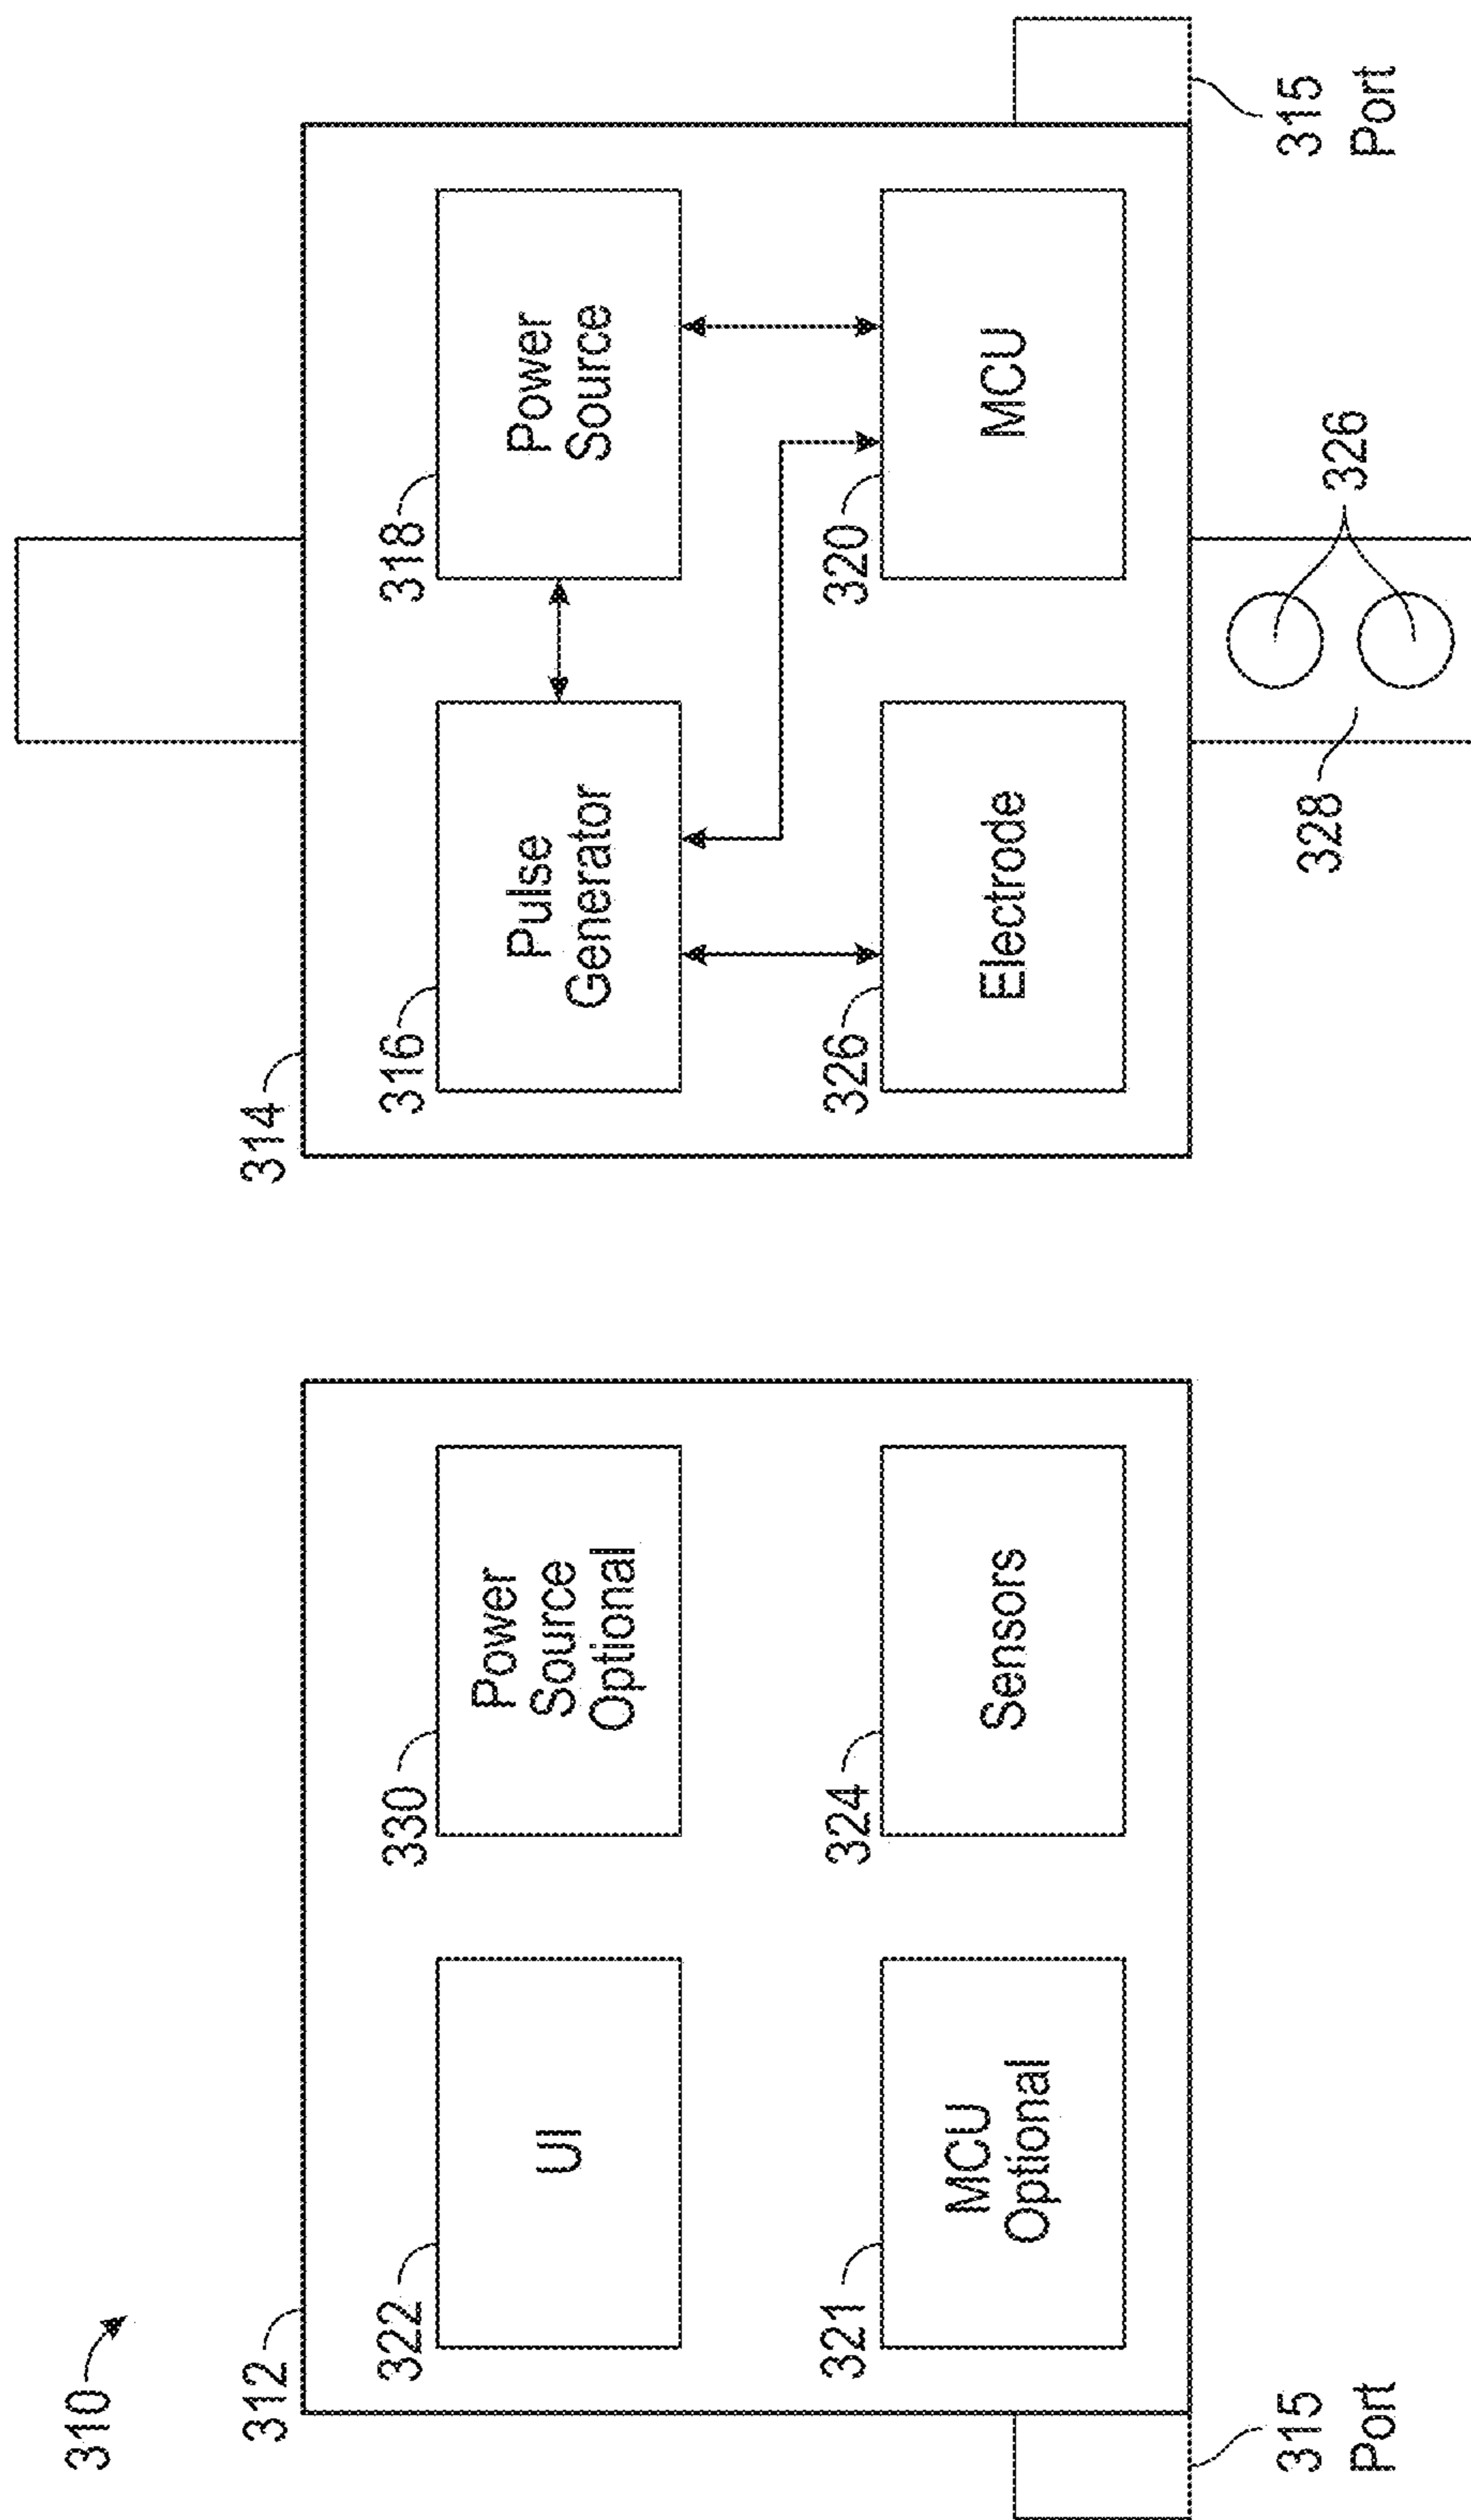 310
312
322
UI
330
Power
Source
Optional
321
MCU
Optional
324
Sensors
315
Port
314
316
Pulse
Generator
318
Power
Source
326
Electrode
320
MCU
328
326
315
Port